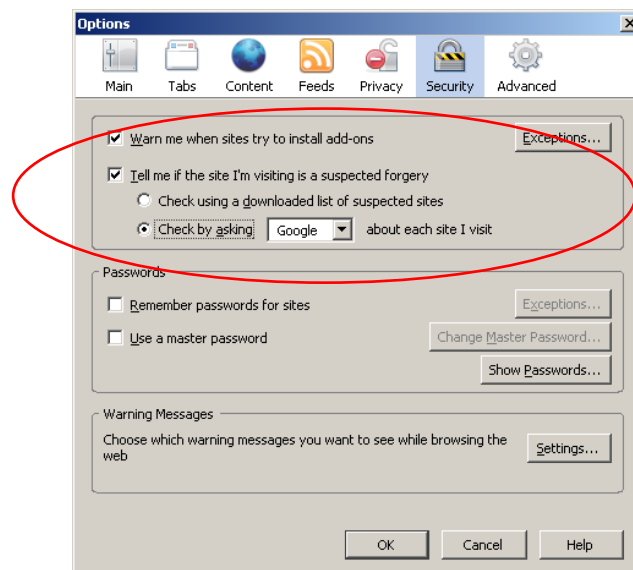 Options
Main Tabs Content Feeds Privacy Security Advanced
Warn me when sites try to install add-ons Exceptions...
Tell me if the site I'm visiting is a suspected forgery
Check using a downloaded list of suspected sites
Check by asking Google about each site I visit
Passwords
Remember passwords for sites Exceptions...
Use a master password Change Master Password...
Show Passwords...
Warning Messages
Choose which warning messages you want to see while browsing the
web Settings...
OK Cancel Help